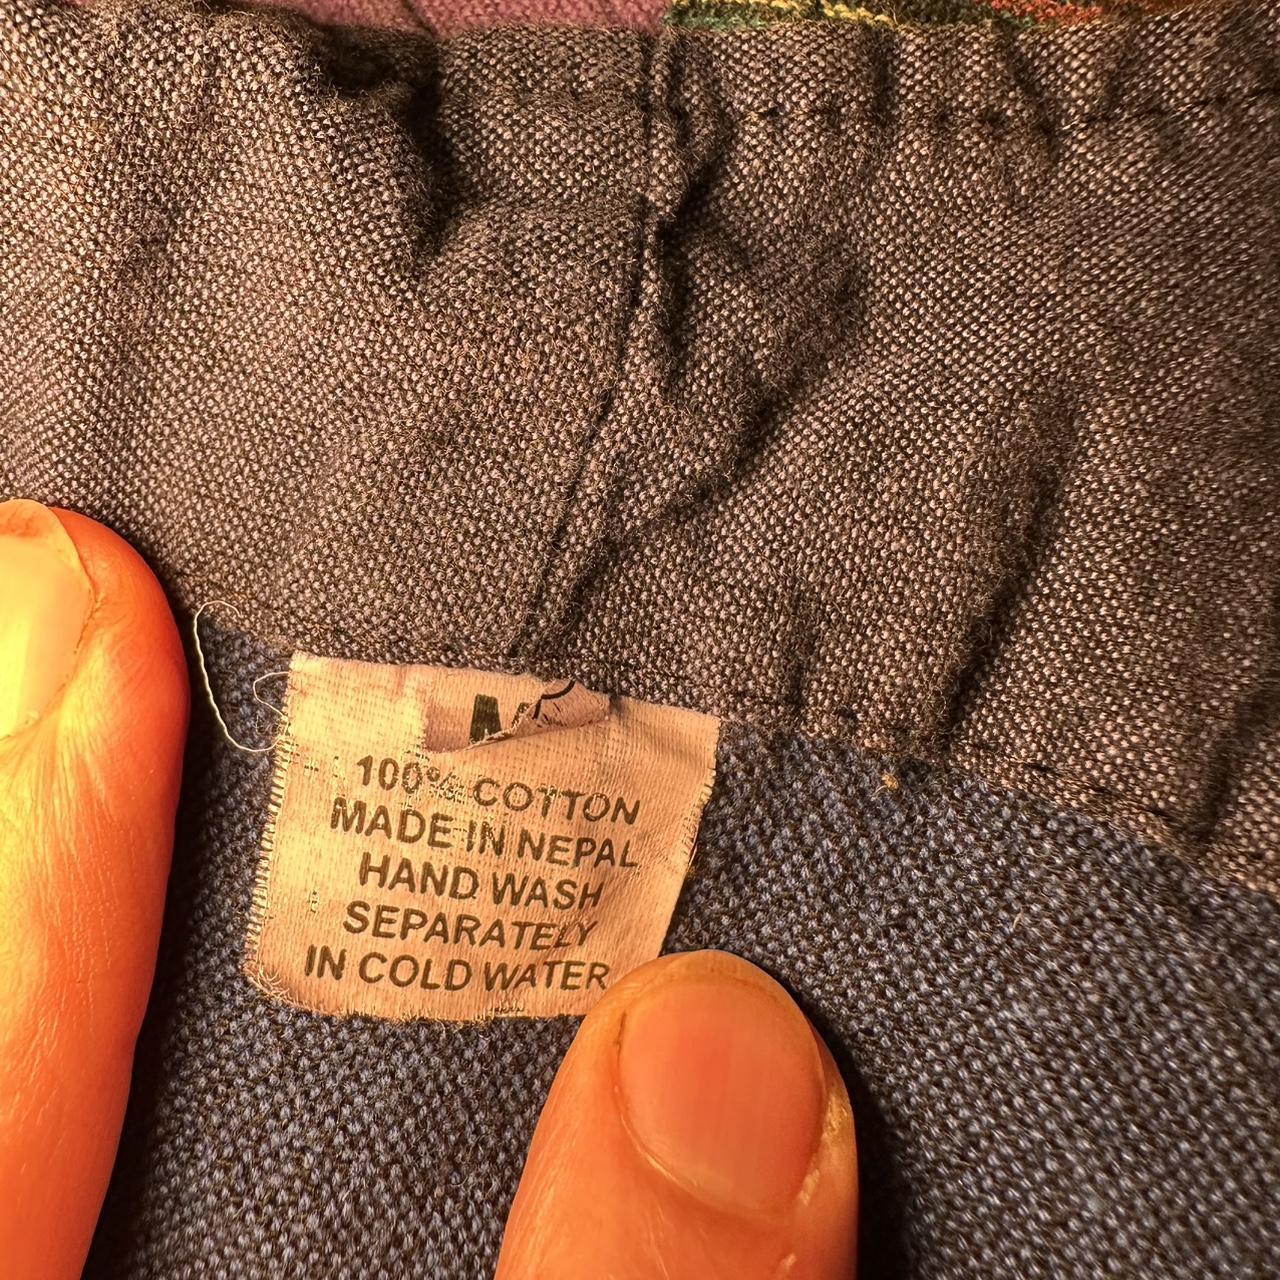 M
100% COTTON
MADE IN NEPAL
HAND WASH
SEPARATELY
IN COLD WATER